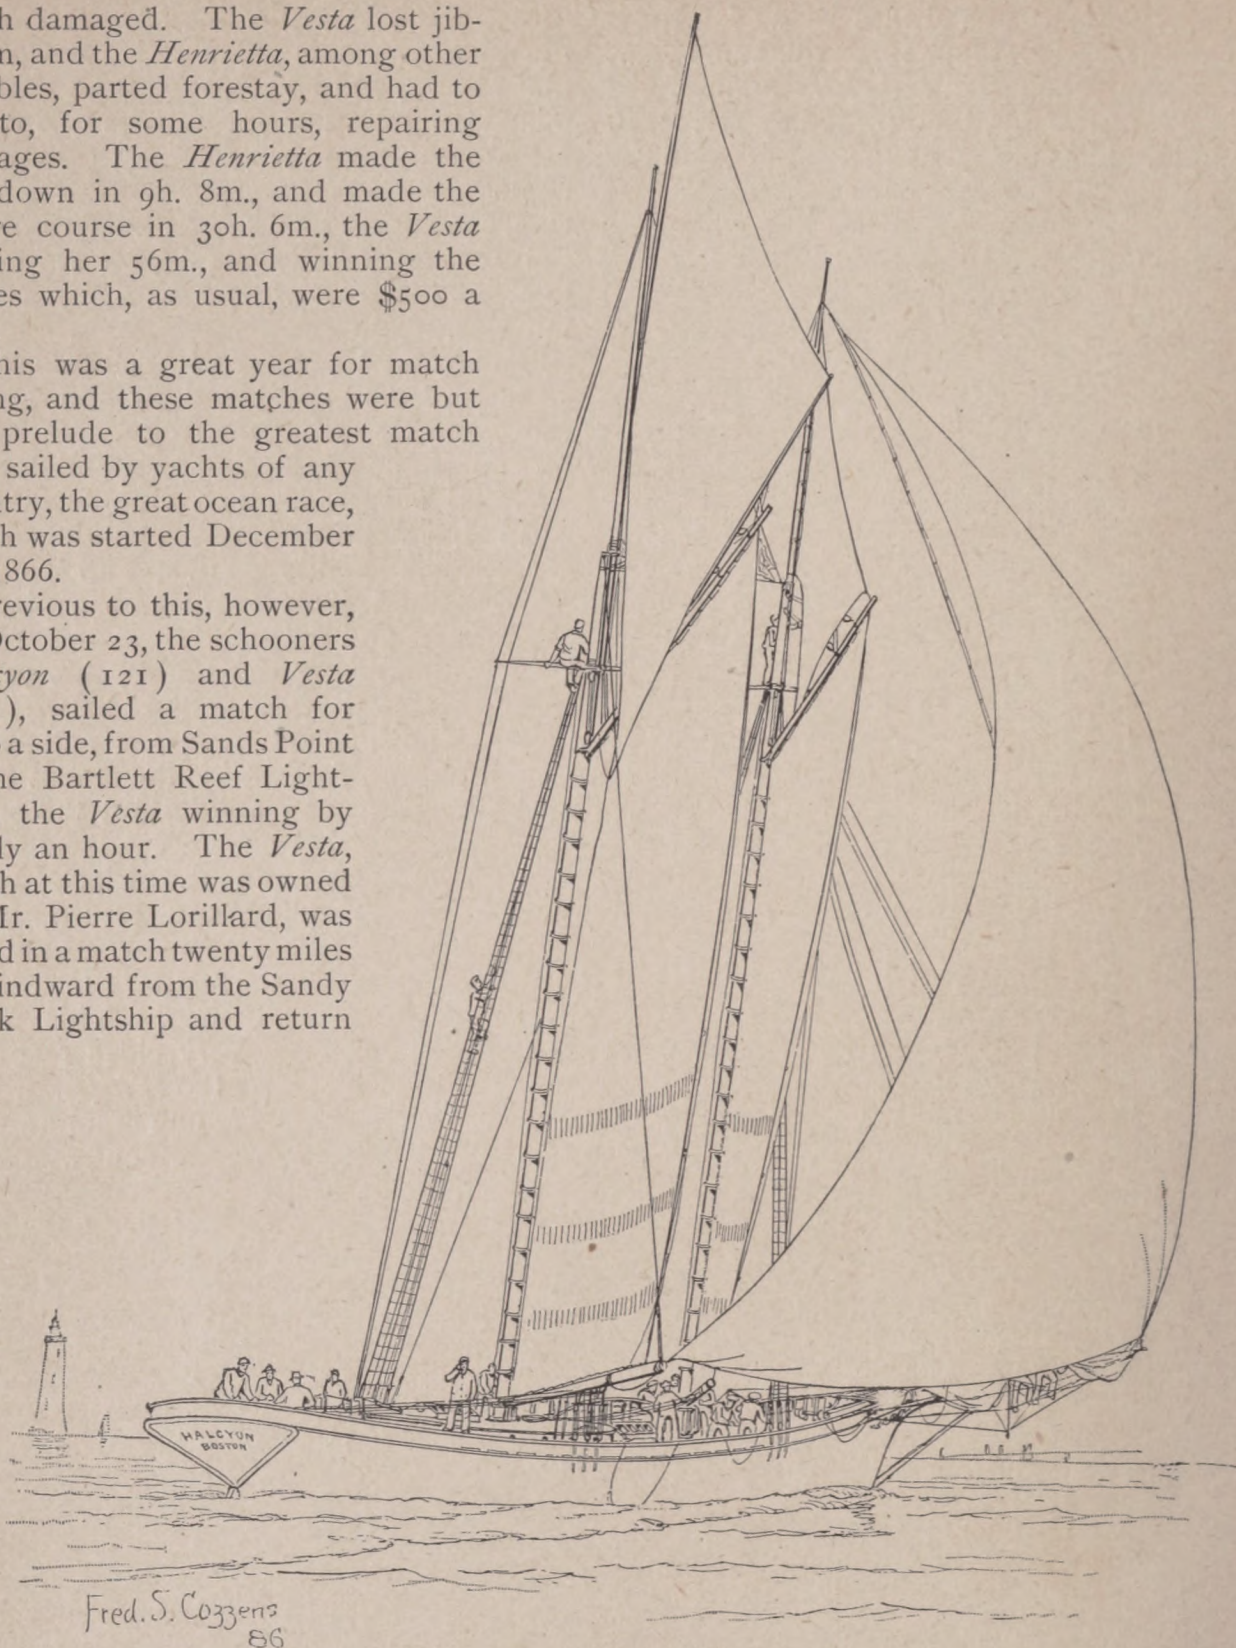 h damaged. The Vesta lost jib-
n, and the Henrietta, among other
bles, parted forestay, and had to
to, for some hours, repairing
ages. The Henrietta made the
down in 9h. 8m., and made the
e course in 30h. 6m., the Vesta
ing her 56m., and winning the
es which, as usual, were $500 a
his was a great year for match
ng, and these matches were but
prelude to the greatest match
sailed by yachts of any
try, the great ocean race,
h was started December
866.
revious to this, however,
October 23, the schooners
yon (121) and Vesta
), sailed a match for
a side, from Sands Point
he Bartlett Reef Light-
the Vesta winning by
ly an hour. The Vesta,
h at this time was owned
Mr. Pierre Lorillard, was
d in a match twenty miles
indward from the Sandy
k Lightship and return
HALCYON
BOSTON
Fred. S. Cozzens
86